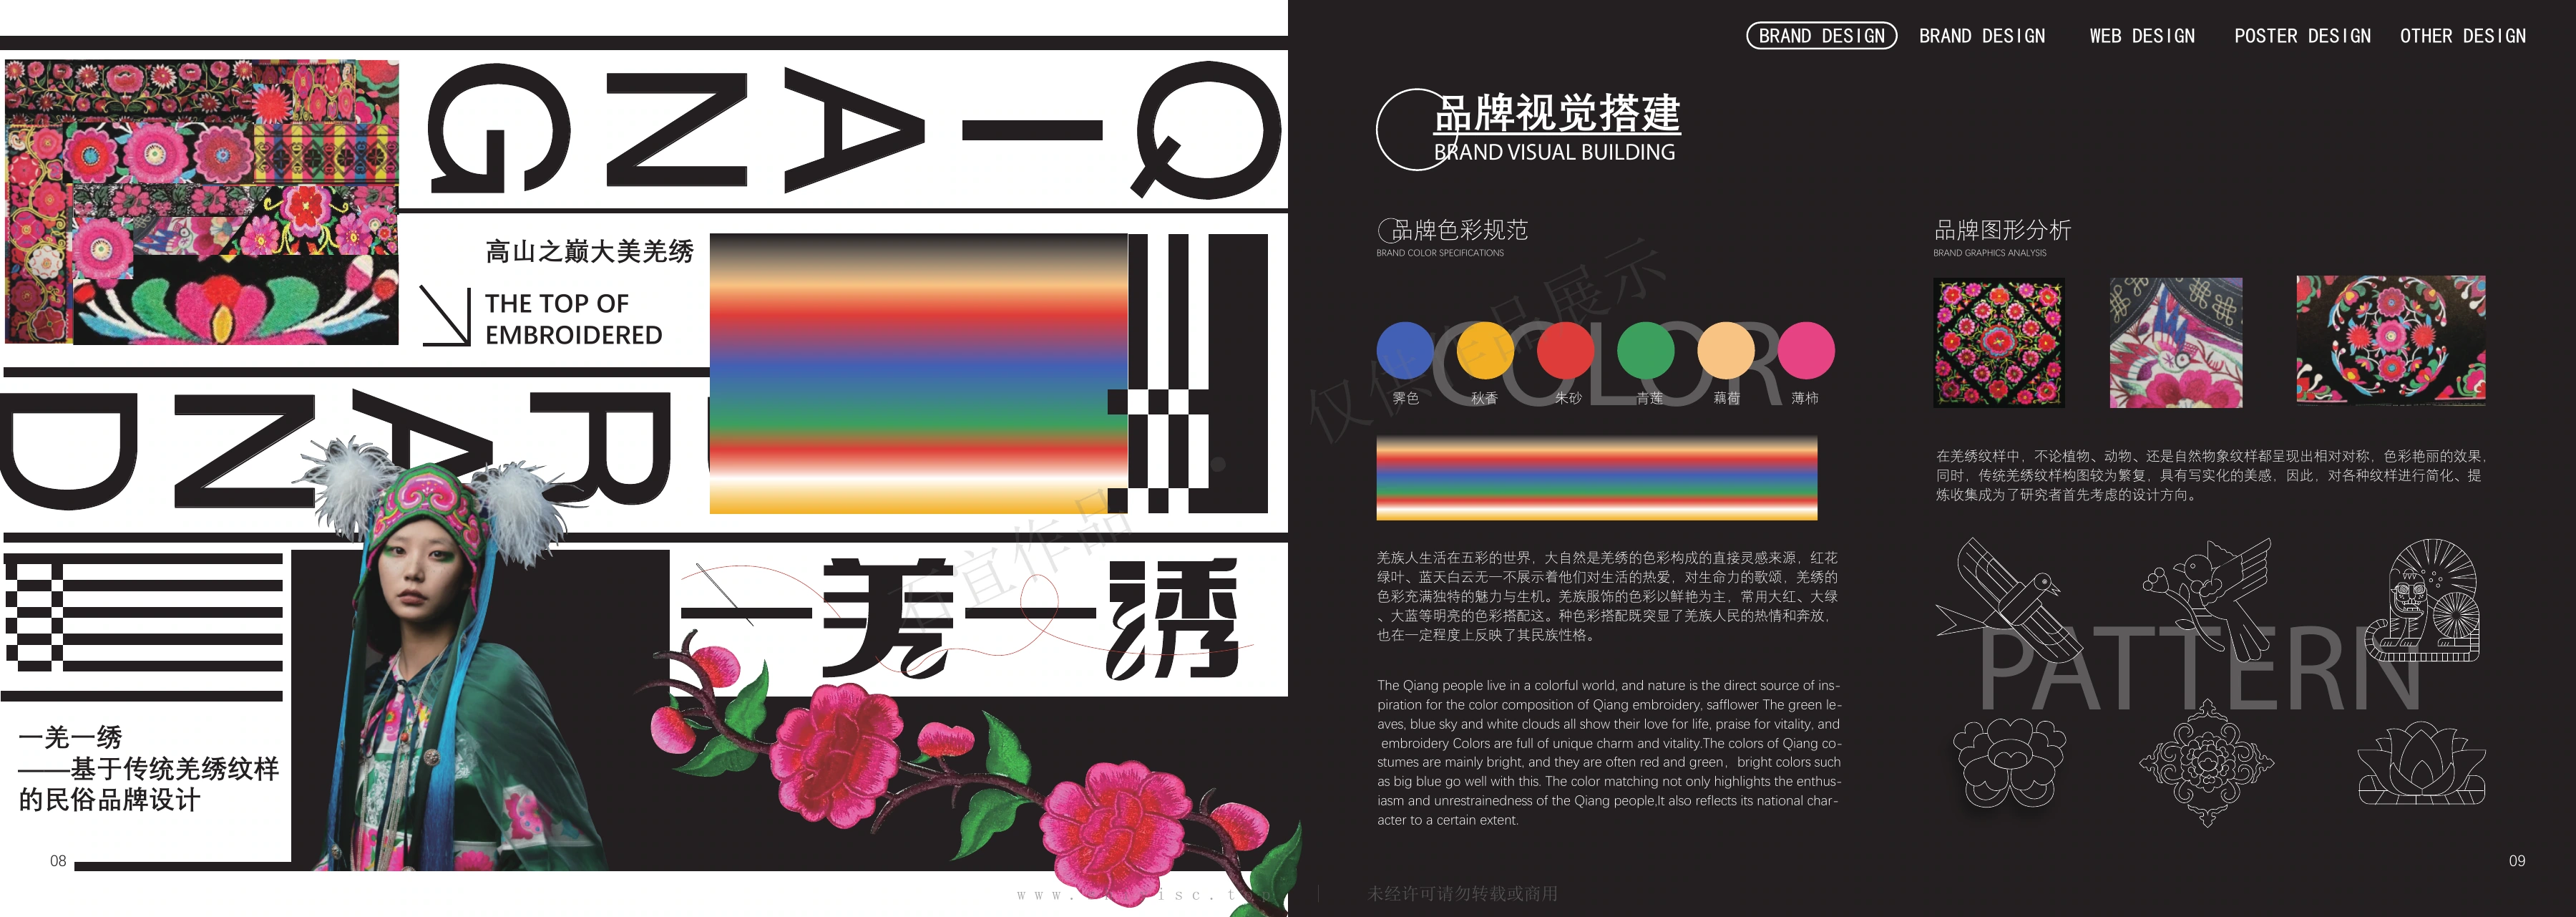 QIANG
高山之巅大美羌绣
THE TOP OF
EMBROIDERED
BRAND
一美一绣
一羌一绣
——基于传统羌绣纹样
的民俗品牌设计
08
BRAND DESIGN
BRAND DESIGN
WEB DESIGN
POSTER DESIGN
OTHER DESIGN
品牌视觉搭建
BRAND VISUAL BUILDING
品牌色彩规范
BRAND COLOR SPECIFICATIONS
COLOR
霁色
秋香
朱砂
青莲
藕荷
薄柿
羌族人生活在五彩的世界，大自然是羌绣的色彩构成的直接灵感来源，红花
绿叶、蓝天白云无一不展示着他们对生活的热爱，对生命力的歌颂，羌绣的
色彩充满独特的魅力与生机。羌族服饰的色彩以鲜艳为主，常用大红、大绿
、大蓝等明亮的色彩搭配这。种色彩搭配既突显了羌族人民的热情和奔放，
也在一定程度上反映了其民族性格。
The Qiang people live in a colorful world, and nature is the direct source of ins-
piration for the color composition of Qiang embroidery, safflower The green le-
aves, blue sky and white clouds all show their love for life, praise for vitality, and
embroidery Colors are full of unique charm and vitality.The colors of Qiang co-
stumes are mainly bright, and they are often red and green， bright colors such
as big blue go well with this. The color matching not only highlights the enthus-
iasm and unrestrainedness of the Qiang people,It also reflects its national char-
acter to a certain extent.
品牌图形分析
BRAND GRAPHICS ANALYSIS
在羌绣纹样中，不论植物、动物、还是自然物象纹样都呈现出相对对称，色彩艳丽的效果，
同时，传统羌绣纹样构图较为繁复，具有写实化的美感，因此，对各种纹样进行简化、提
炼收集成为了研究者首先考虑的设计方向。
PATTERN
09
仅供作品展示
石宜作品
未经许可请勿转载或商用